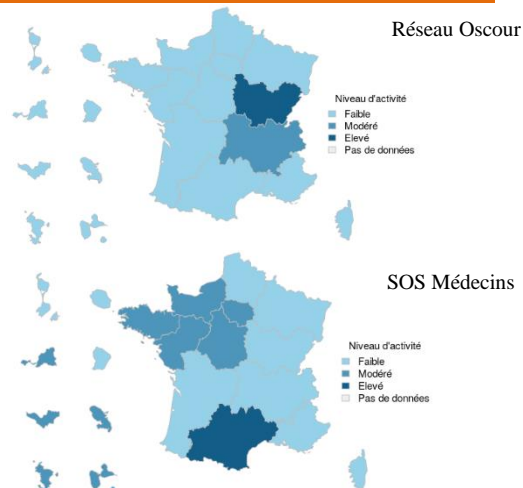 Réseau Oscour
Niveau d'activité
Faible
Modéré
Elevé
Pas de données
SOS Médecins
Niveau d'activité
Faible
Modéré
Elevé
Pas de données